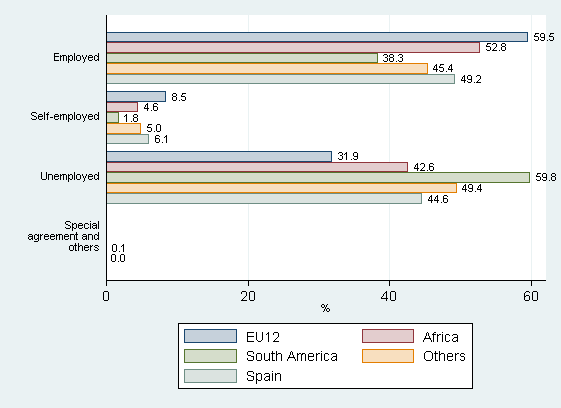 Employed
59.5
52.8
38.3
45.4
49.2
Self-employed
8.5
4.6
1.8
5.0
6.1
Unemployed
31.9
42.6
59.8
49.4
44.6
Special
agreement and
others
0.1
0.0
0 20 40 60
%
EU12 Africa
South America Others
Spain